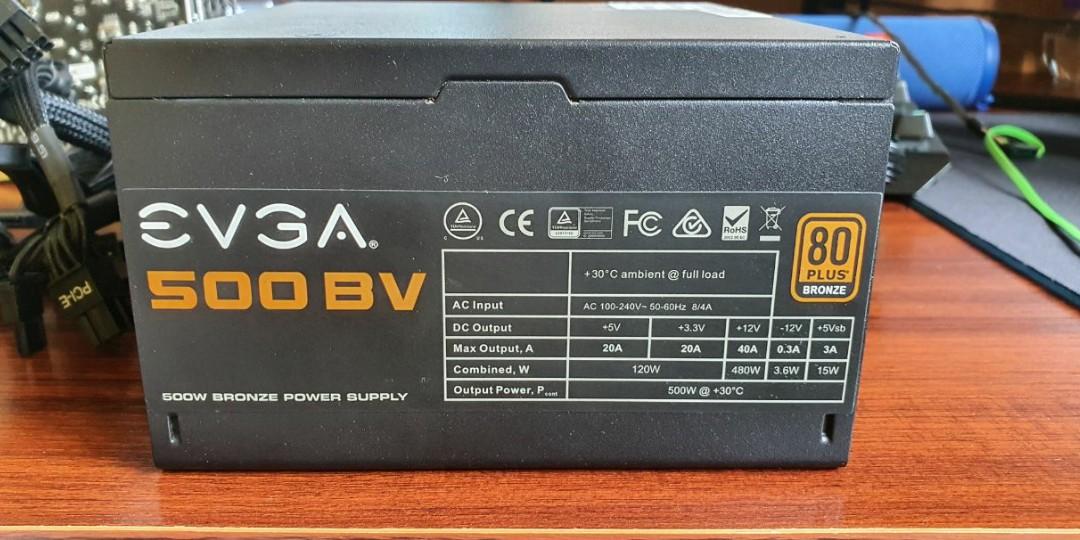 EVGA®
500 BV
500W BRONZE POWER SUPPLY
C US
CE
FC
RoHS
80
PLUS®
BRONZE
+30°C ambient @ full load
AC Input AC 100-240V~ 50-60Hz 8/4A
DC Output +5V +3.3V +12V -12V +5Vsb
Max Output, A 20A 20A 40A 0.3A 3A
Combined, W 120W 480W 3.6W 15W
Output Power, Pcont 500W @ +30°C
PCI-E